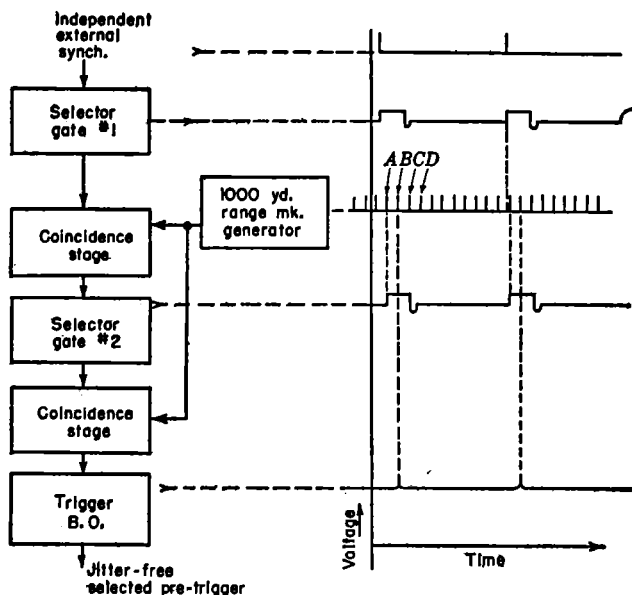 Independent
external
synch.
Selector
gate #1
A B C D
1000 yd.
range mk.
generator
Coincidence
stage
Selector
gate #2
Coincidence
stage
Trigger
B.O.
Voltage
Time
Jitter-free
selected pre-trigger